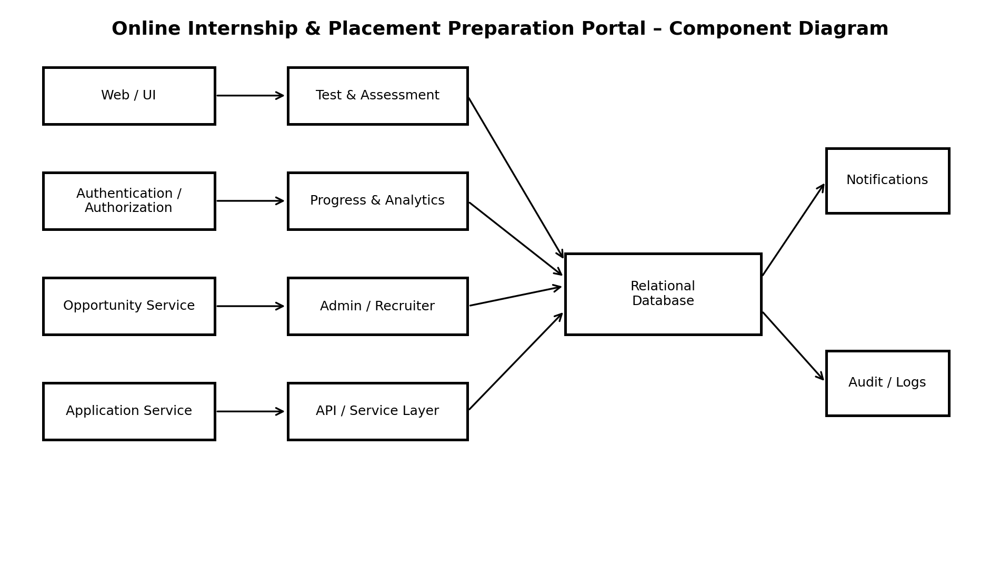 Online Internship & Placement Preparation Portal – Component Diagram
Web / UI
Test & Assessment
Authentication /
Authorization
Progress & Analytics
Opportunity Service
Admin / Recruiter
Application Service
API / Service Layer
Relational
Database
Notifications
Audit / Logs